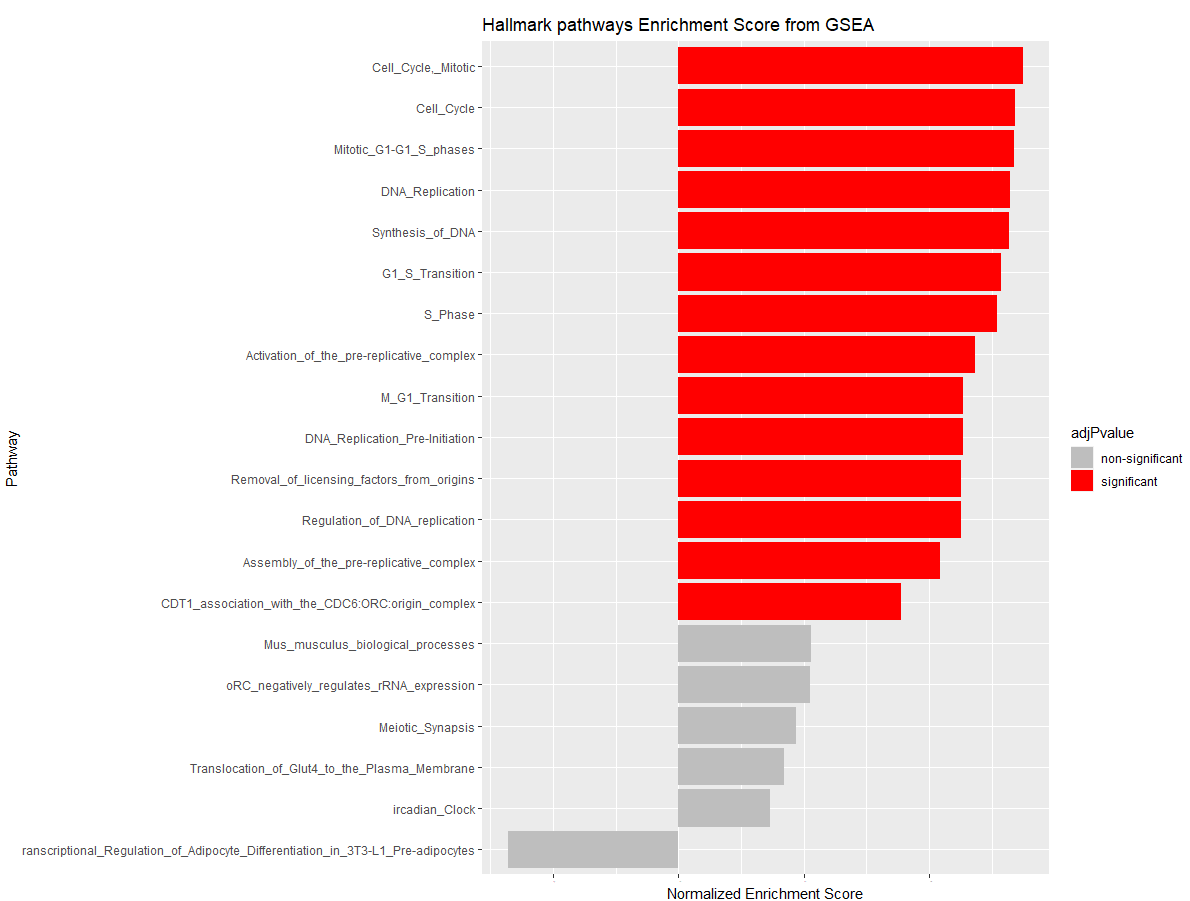 Hallmark pathways Enrichment Score from GSEA
Cell_Cycle,_Mitotic
Cell_Cycle
Mitotic_G1-G1_S_phases
DNA_Replication
Synthesis_of_DNA
G1_S_Transition
S_Phase
Activation_of_the_pre-replicative_complex
M_G1_Transition
DNA_Replication_Pre-Initiation
Removal_of_licensing_factors_from_origins
Regulation_of_DNA_replication
Assembly_of_the_pre-replicative_complex
CDT1_association_with_the_CDC6:ORC:origin_complex
Mus_musculus_biological_processes
oRC_negatively_regulates_rRNA_expression
Meiotic_Synapsis
Translocation_of_Glut4_to_the_Plasma_Membrane
ircadian_Clock
ranscriptional_Regulation_of_Adipocyte_Differentiation_in_3T3-L1_Pre-adipocytes
Pathway
Normalized Enrichment Score
adjPvalue
non-significant
significant